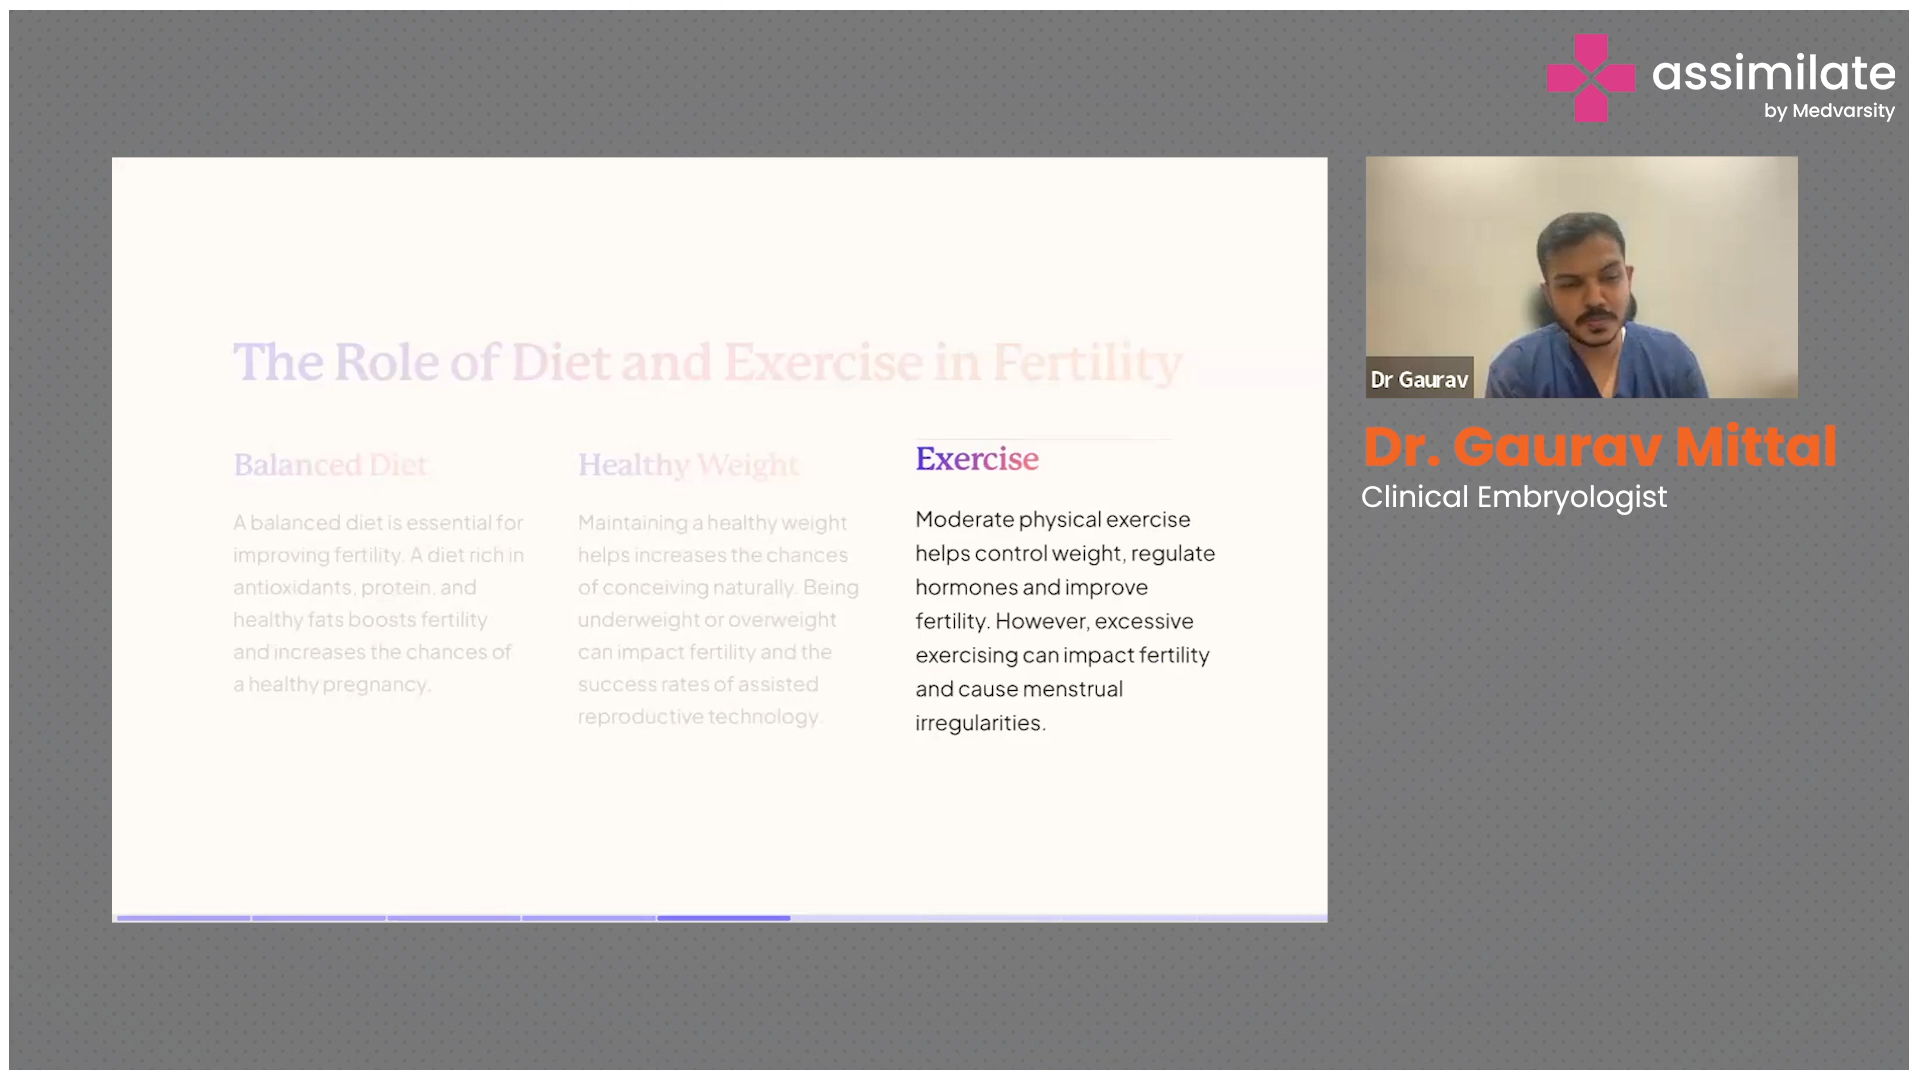 assimilate
by Medvarsity
The Role of Diet and Exercise in Fertility
Balanced Diet
A balanced diet is essential for
improving fertility. A diet rich in
antioxidants, protein, and
healthy fats boosts fertility
and increases the chances of
a healthy pregnancy.
Healthy Weight
Maintaining a healthy weight
helps increases the chances
of conceiving naturally. Being
underweight or overweight
can impact fertility and the
success rates of assisted
reproductive technology.
Exercise
Moderate physical exercise
helps control weight, regulate
hormones and improve
fertility. However, excessive
exercising can impact fertility
and cause menstrual
irregularities.
Dr Gaurav
Dr. Gaurav Mittal
Clinical Embryologist